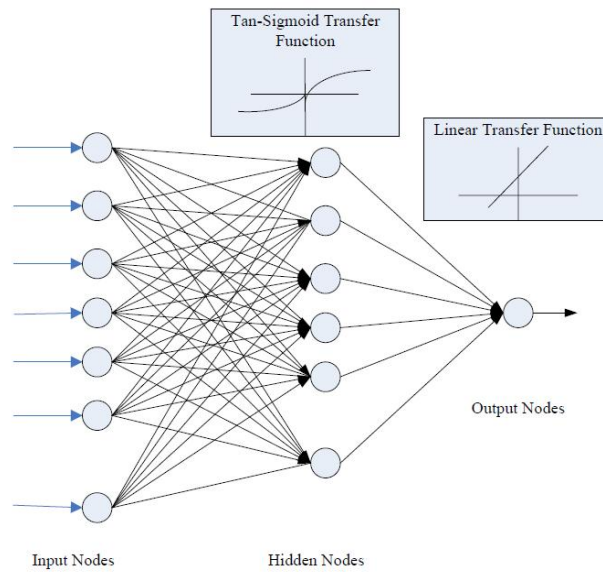 Tan-Sigmoid Transfer
Function
Linear Transfer Function
Output Nodes
Input Nodes
Hidden Nodes